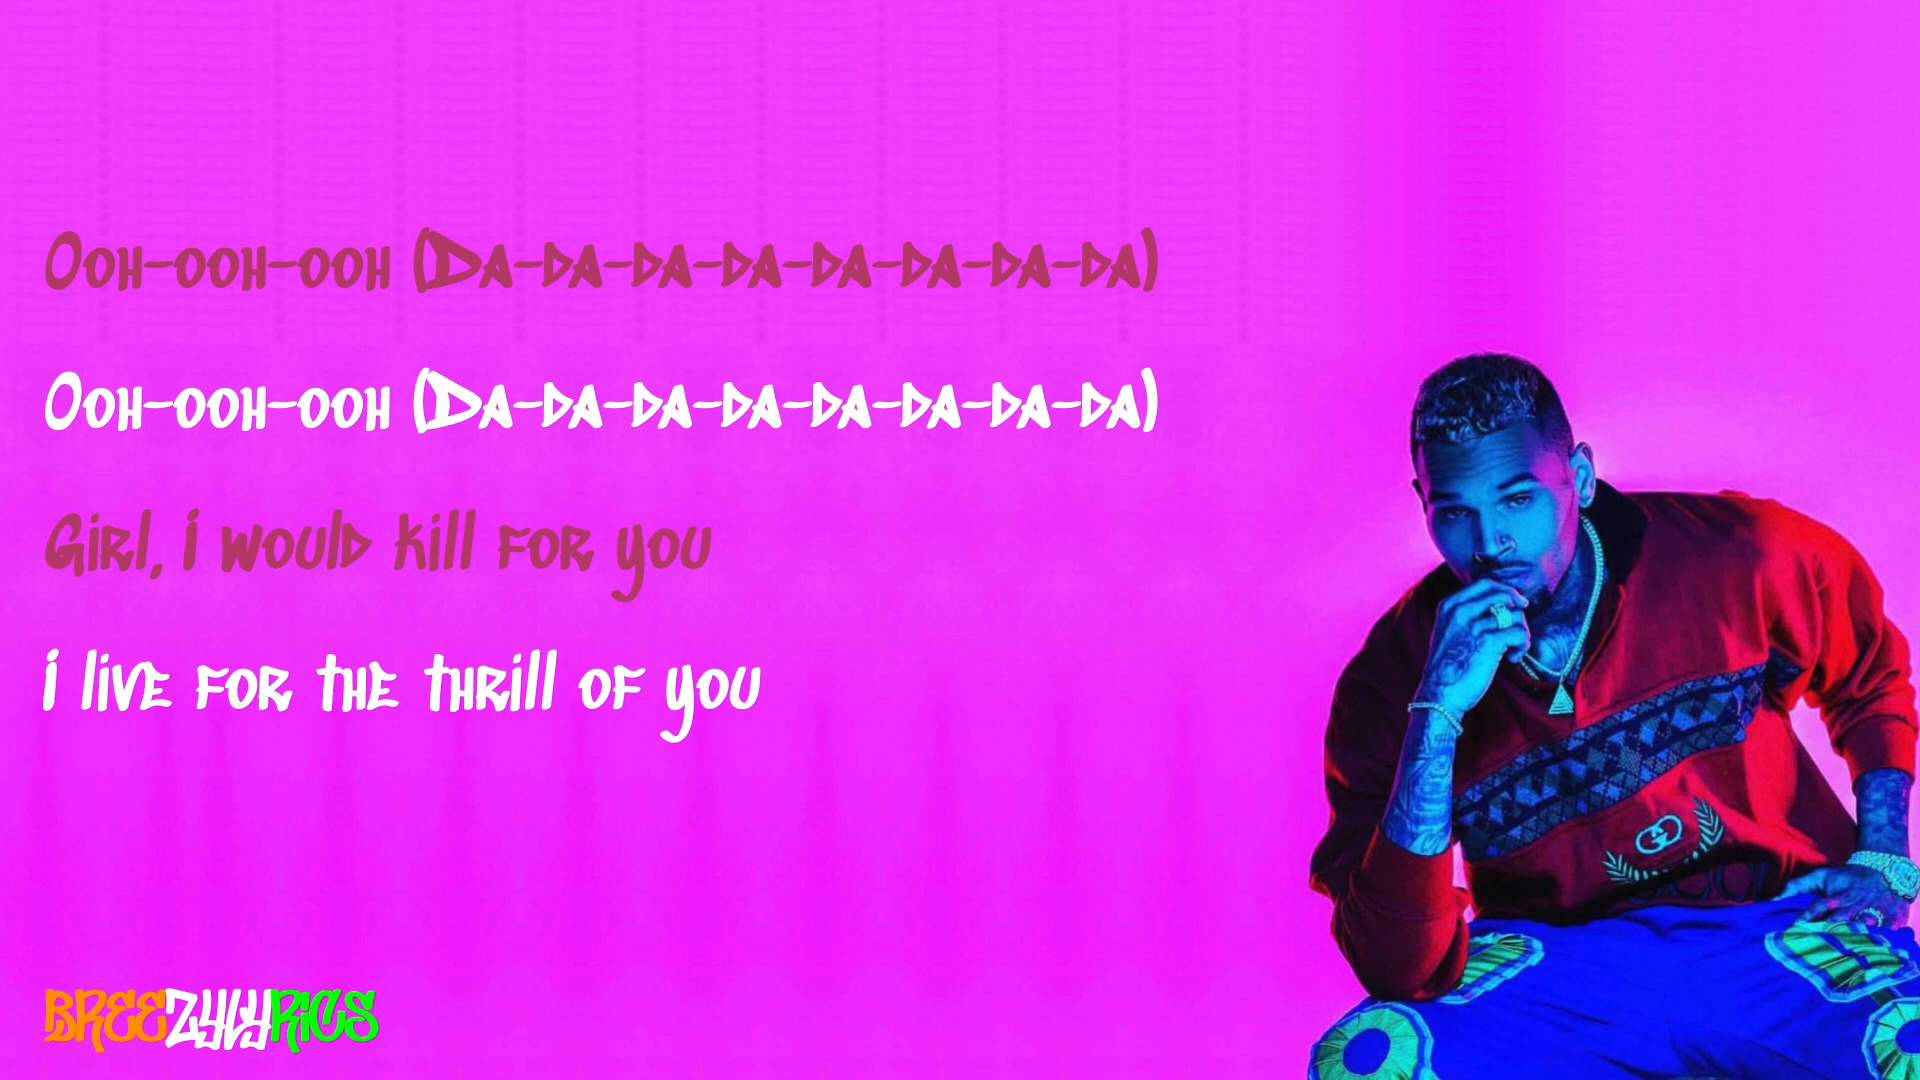 Ooh-ooh-ooh (Da-da-da-da-da-da-da-da)
Ooh-ooh-ooh (Da-da-da-da-da-da-da-da)
Girl, i would kill for you
i live for the thrill of you
BREEZYLYRICS